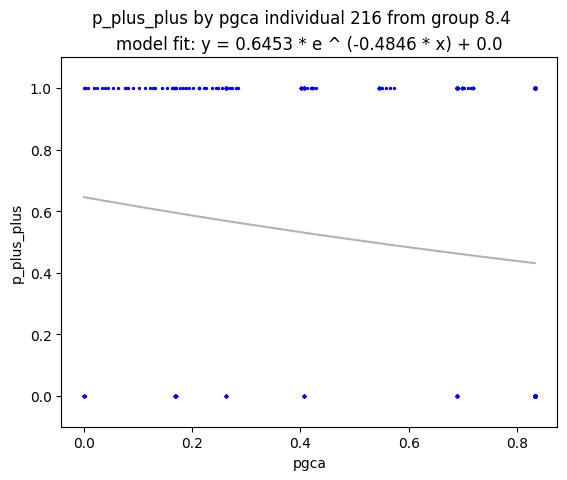 p_plus_plus by pgca individual 216 from group 8.4
model fit: y = 0.6453 * e ^ (-0.4846 * x) + 0.0
1.0
0.8
0.6
0.4
0.2
0.0
p_plus_plus
0.0 0.2 0.4 0.6 0.8
pgca